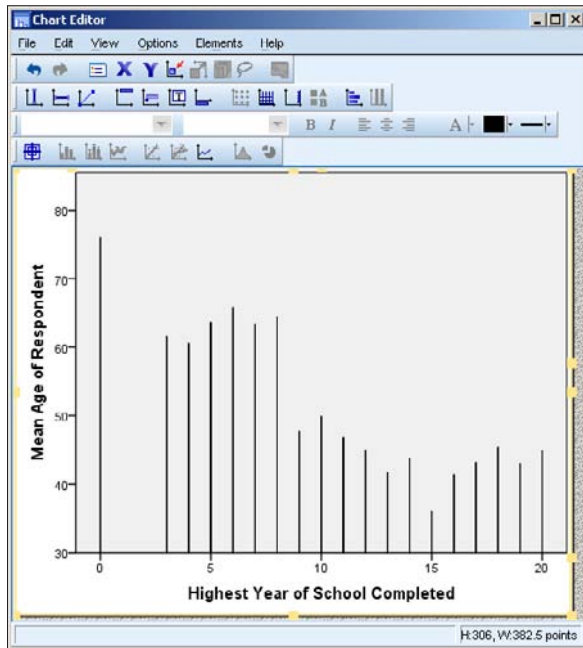 Chart Editor
File Edit View Options Elements Help
X Y
B I A
80
70
60
50
40
30
Mean Age of Respondent
0 5 10 15 20
Highest Year of School Completed
H:306, W:382.5 points